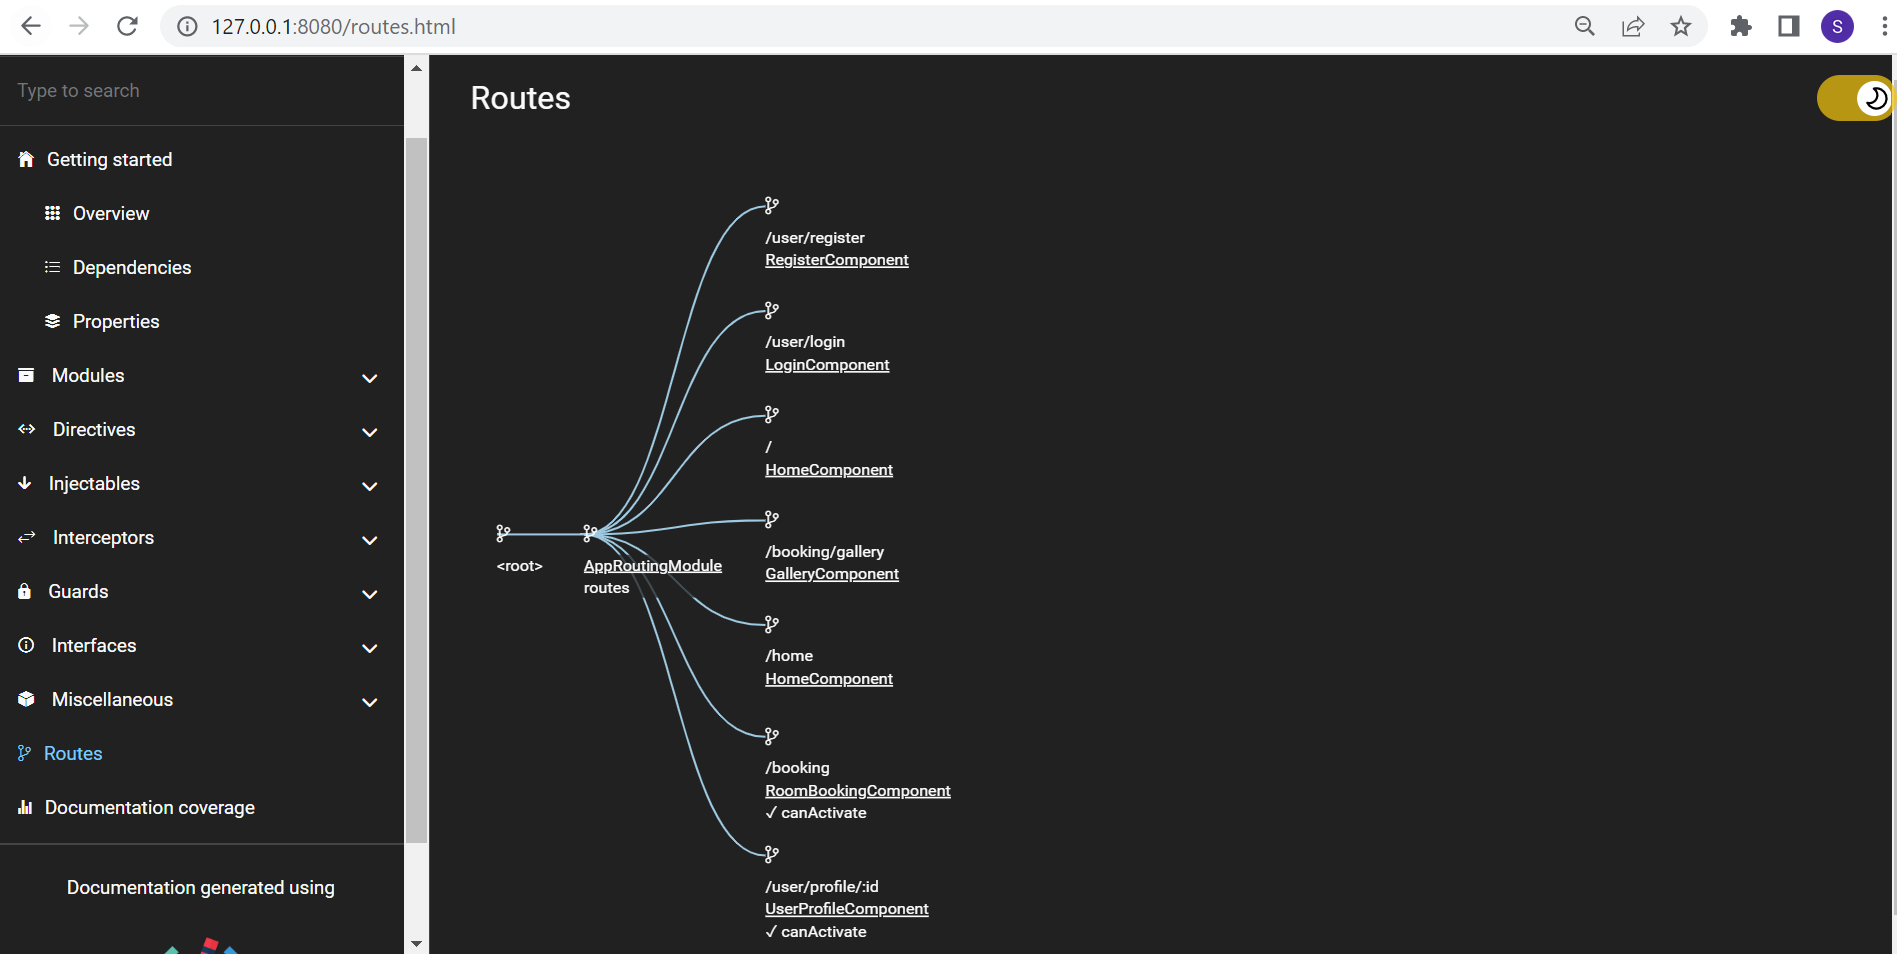 127.0.0.1:8080/routes.html
S
Type to search
Getting started
Overview
Dependencies
Properties
Modules
Directives
Injectables
Interceptors
Guards
Interfaces
Miscellaneous
Routes
Documentation coverage
Documentation generated using
Routes
/user/register
RegisterComponent
/user/login
LoginComponent
/
HomeComponent
<root>
AppRoutingModule
routes
/booking/gallery
GalleryComponent
/home
HomeComponent
/booking
RoomBookingComponent
✓ canActivate
/user/profile/:id
UserProfileComponent
✓ canActivate